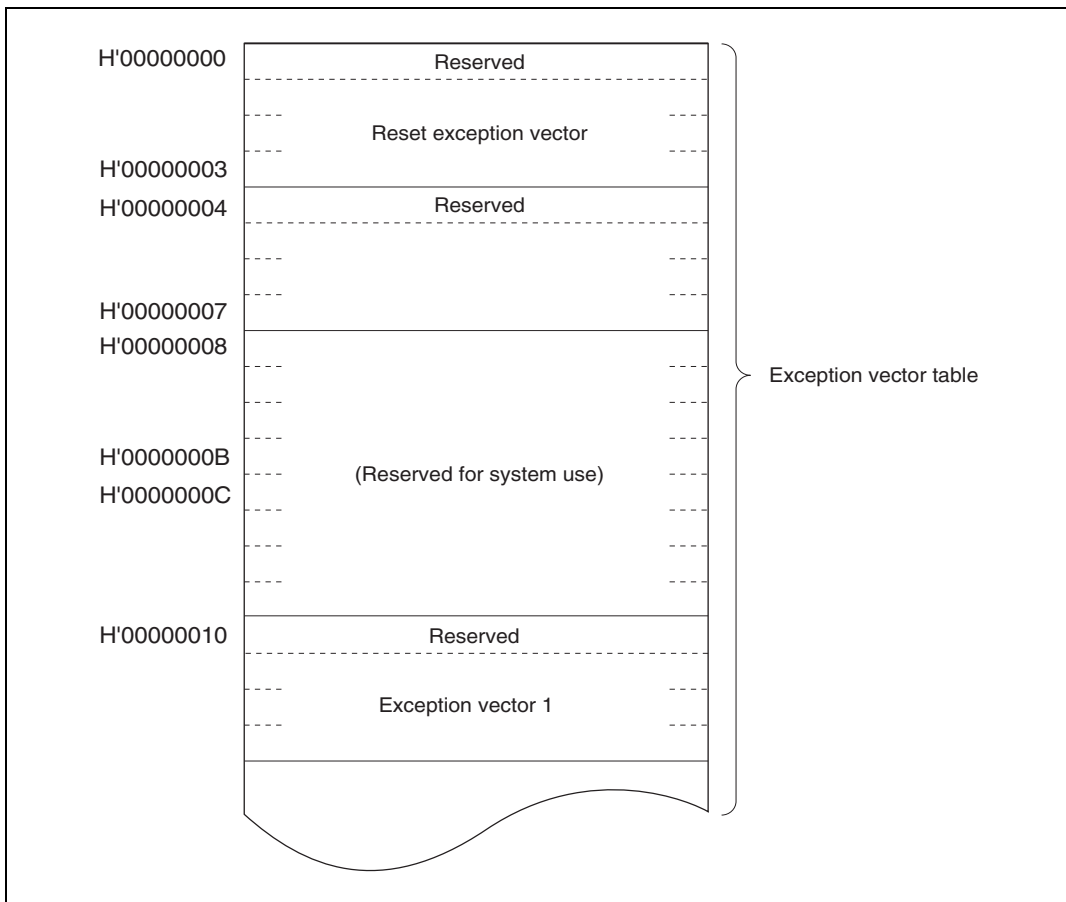 H'00000000
Reserved
Reset exception vector
H'00000003
H'00000004
Reserved
H'00000007
H'00000008
Exception vector table
H'0000000B
(Reserved for system use)
H'0000000C
H'00000010
Reserved
Exception vector 1